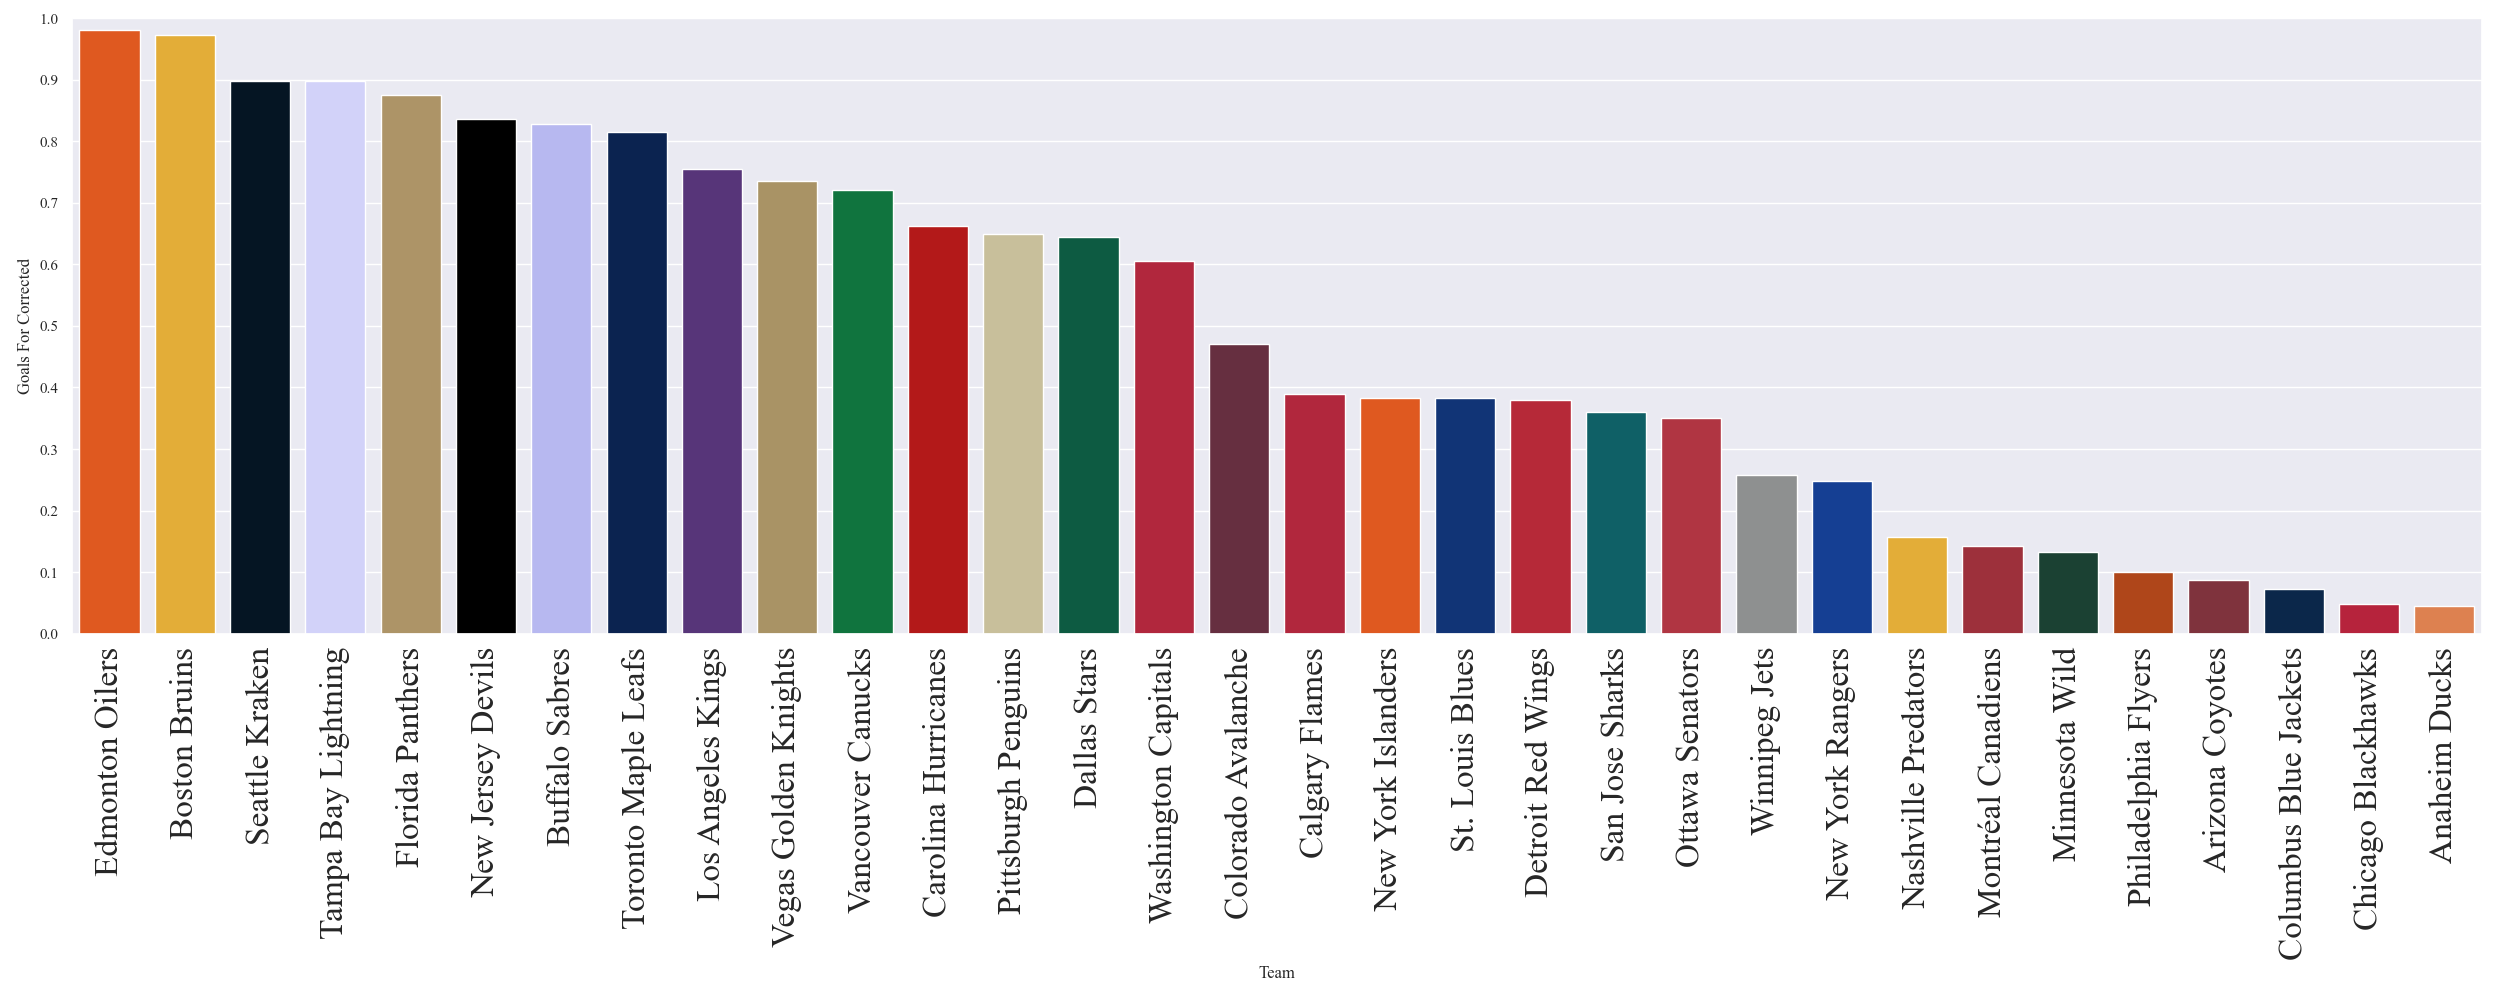 1.0
0.9
0.8
0.7
0.6
0.5
0.4
0.3
0.2
0.1
0.0
Goals For Corrected
Edmonton Oilers
Boston Bruins
Seattle Kraken
Tampa Bay Lightning
Florida Panthers
New Jersey Devils
Buffalo Sabres
Toronto Maple Leafs
Los Angeles Kings
Vegas Golden Knights
Vancouver Canucks
Carolina Hurricanes
Pittsburgh Penguins
Dallas Stars
Washington Capitals
Colorado Avalanche
Calgary Flames
New York Islanders
St. Louis Blues
Detroit Red Wings
San Jose Sharks
Ottawa Senators
Winnipeg Jets
New York Rangers
Nashville Predators
Montréal Canadiens
Minnesota Wild
Philadelphia Flyers
Arizona Coyotes
Columbus Blue Jackets
Chicago Blackhawks
Anaheim Ducks
Team